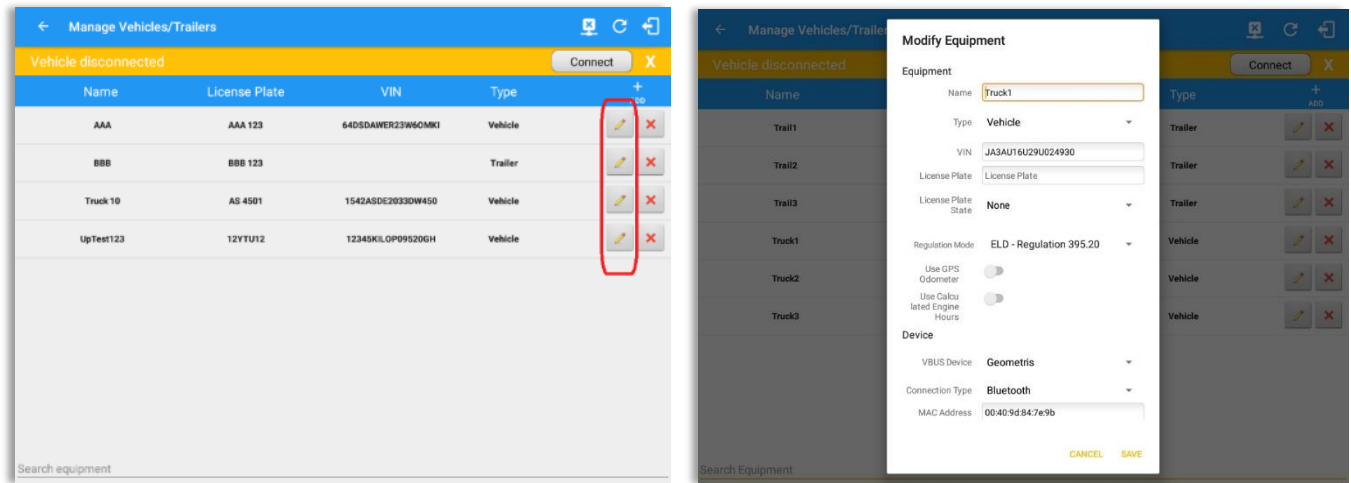 Manage Vehicles/Trailers
Vehicle disconnected Connect X
Name License Plate VIN Type + ADD
AAA AAA 123 64DSDAWER23W6OMKI Vehicle
BBB BBB 123 Trailer
Truck 10 AS 4501 1542ASDE2033DW450 Vehicle
UpTest123 12YTU12 12345KILOP09520GH Vehicle
Search equipment
Manage Vehicles/Trailer
Vehicle disconnected Connect X
Name Type + ADD
Trail1 Trailer
Trail2 Trailer
Trail3 Trailer
Truck1 Vehicle
Truck2 Vehicle
Truck3 Vehicle
Search Equipment
Modify Equipment
Equipment
Name Truck1
Type Vehicle
VIN JA3AU16U29U024930
License Plate License Plate
License Plate
State None
Regulation Mode ELD - Regulation 395.20
Use GPS
Odometer
Use Calcu
lated Engine
Hours
Device
VBUS Device Geometris
Connection Type Bluetooth
MAC Address 00:40:9d:84:7e:9b
CANCEL SAVE